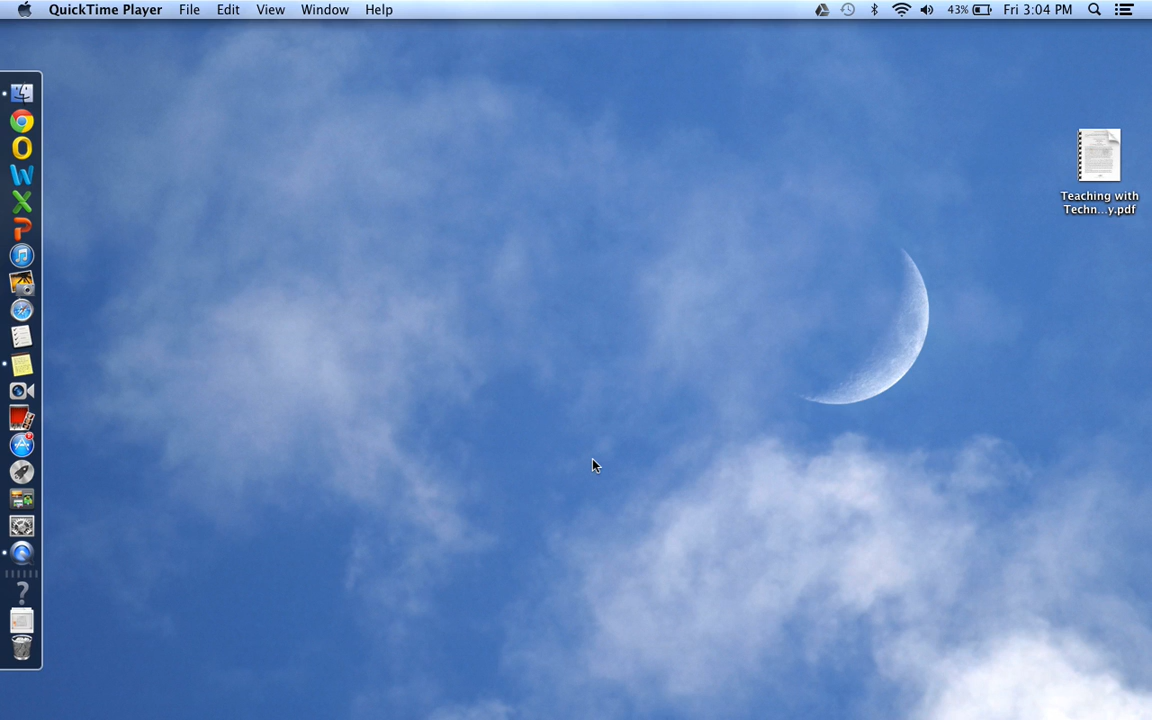 QuickTime Player File Edit View Window Help 43% Fri 3:04 PM
Teaching with
Techn...y.pdf